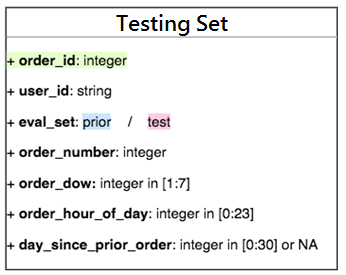 Testing Set
+ order_id: integer
+ user_id: string
+ eval_set: prior / test
+ order_number: integer
+ order_dow: integer in [1:7]
+ order_hour_of_day: integer in [0:23]
+ day_since_prior_order: integer in [0:30] or NA